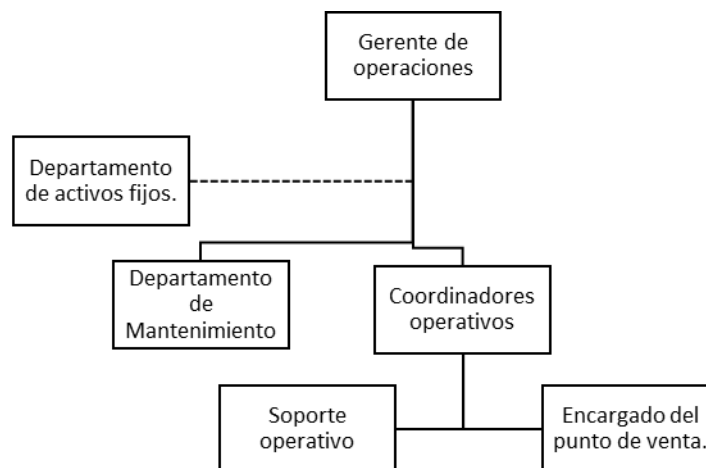 Gerente de
operaciones
Departamento
de activos fijos.
Departamento
de
Mantenimiento
Coordinadores
operativos
Soporte
operativo
Encargado del
punto de venta.